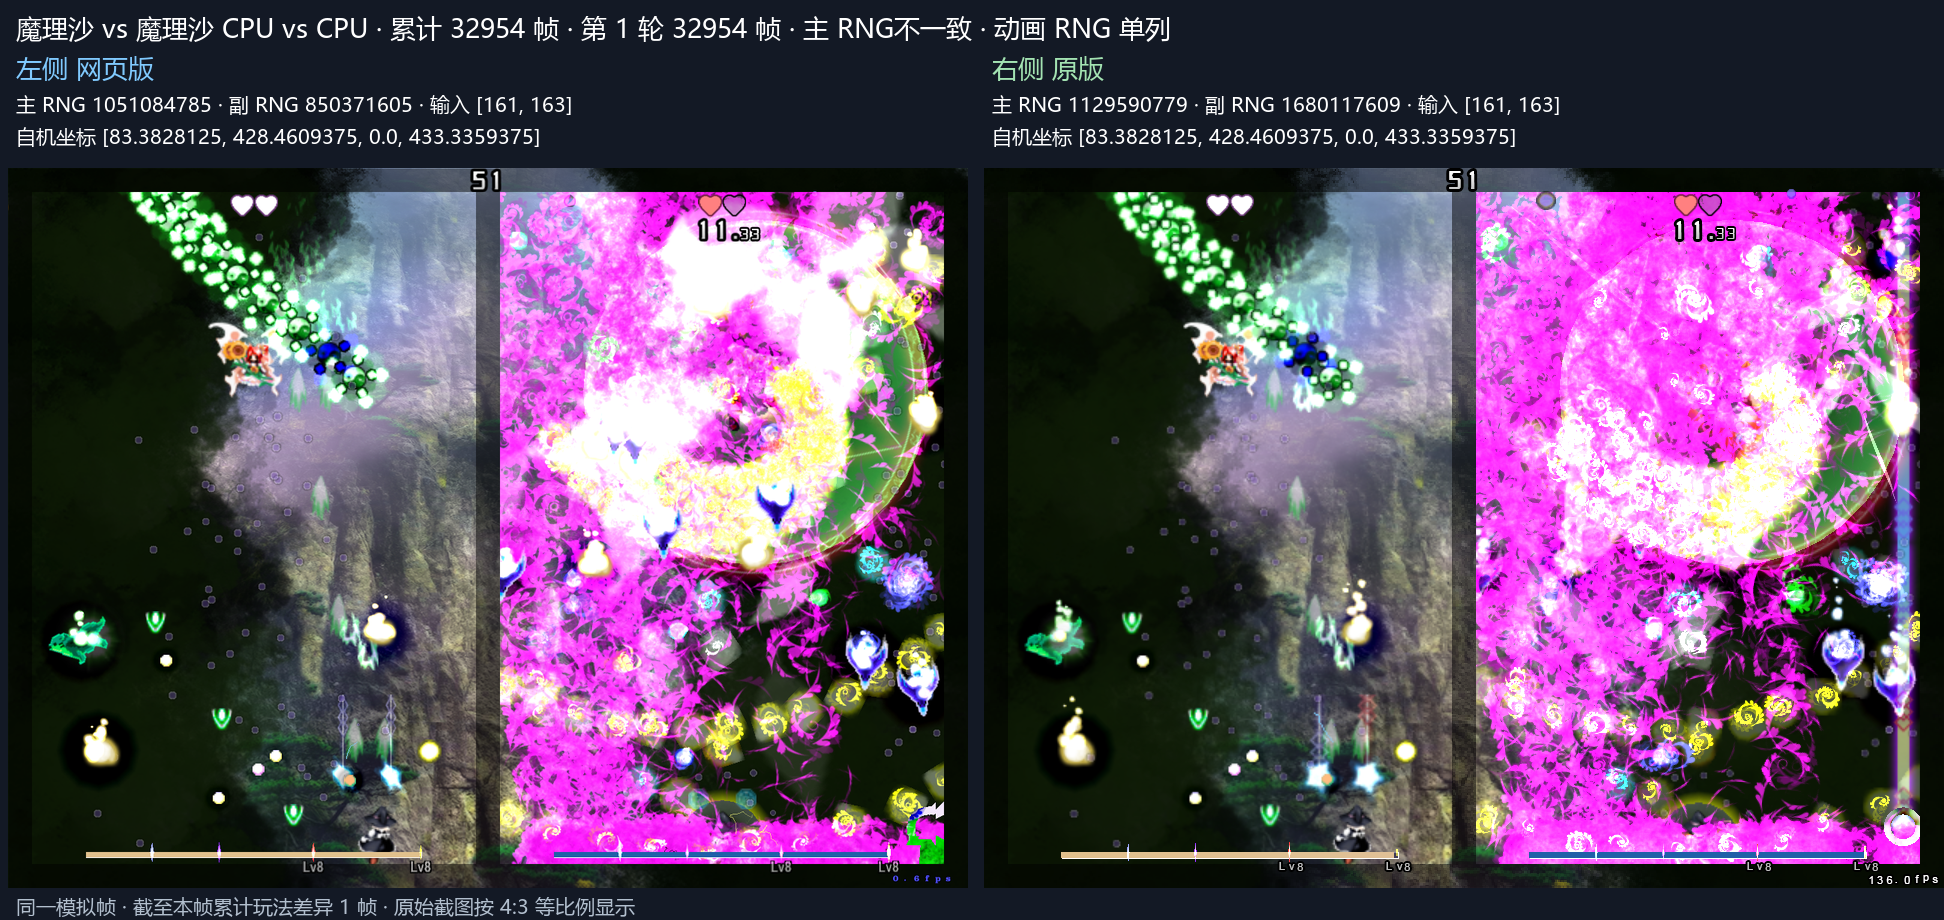 魔理沙 vs 魔理沙 CPU vs CPU · 累计 32954 帧 · 第 1 轮 32954 帧 · 主 RNG不一致 · 动画 RNG 单列
左侧 网页版
主 RNG 1051084785 · 副 RNG 850371605 · 输入 [161, 163]
自机坐标 [83.3828125, 428.4609375, 0.0, 433.3359375]
右侧 原版
主 RNG 1129590779 · 副 RNG 1680117609 · 输入 [161, 163]
自机坐标 [83.3828125, 428.4609375, 0.0, 433.3359375]
51
11.33
Lv8
Lv8
Lv8
Lv8
0.6fps
51
11.33
Lv8
Lv8
Lv8
Lv8
136.0fps
同一模拟帧 · 截至本帧累计玩法差异 1 帧 · 原始截图按 4:3 等比例显示